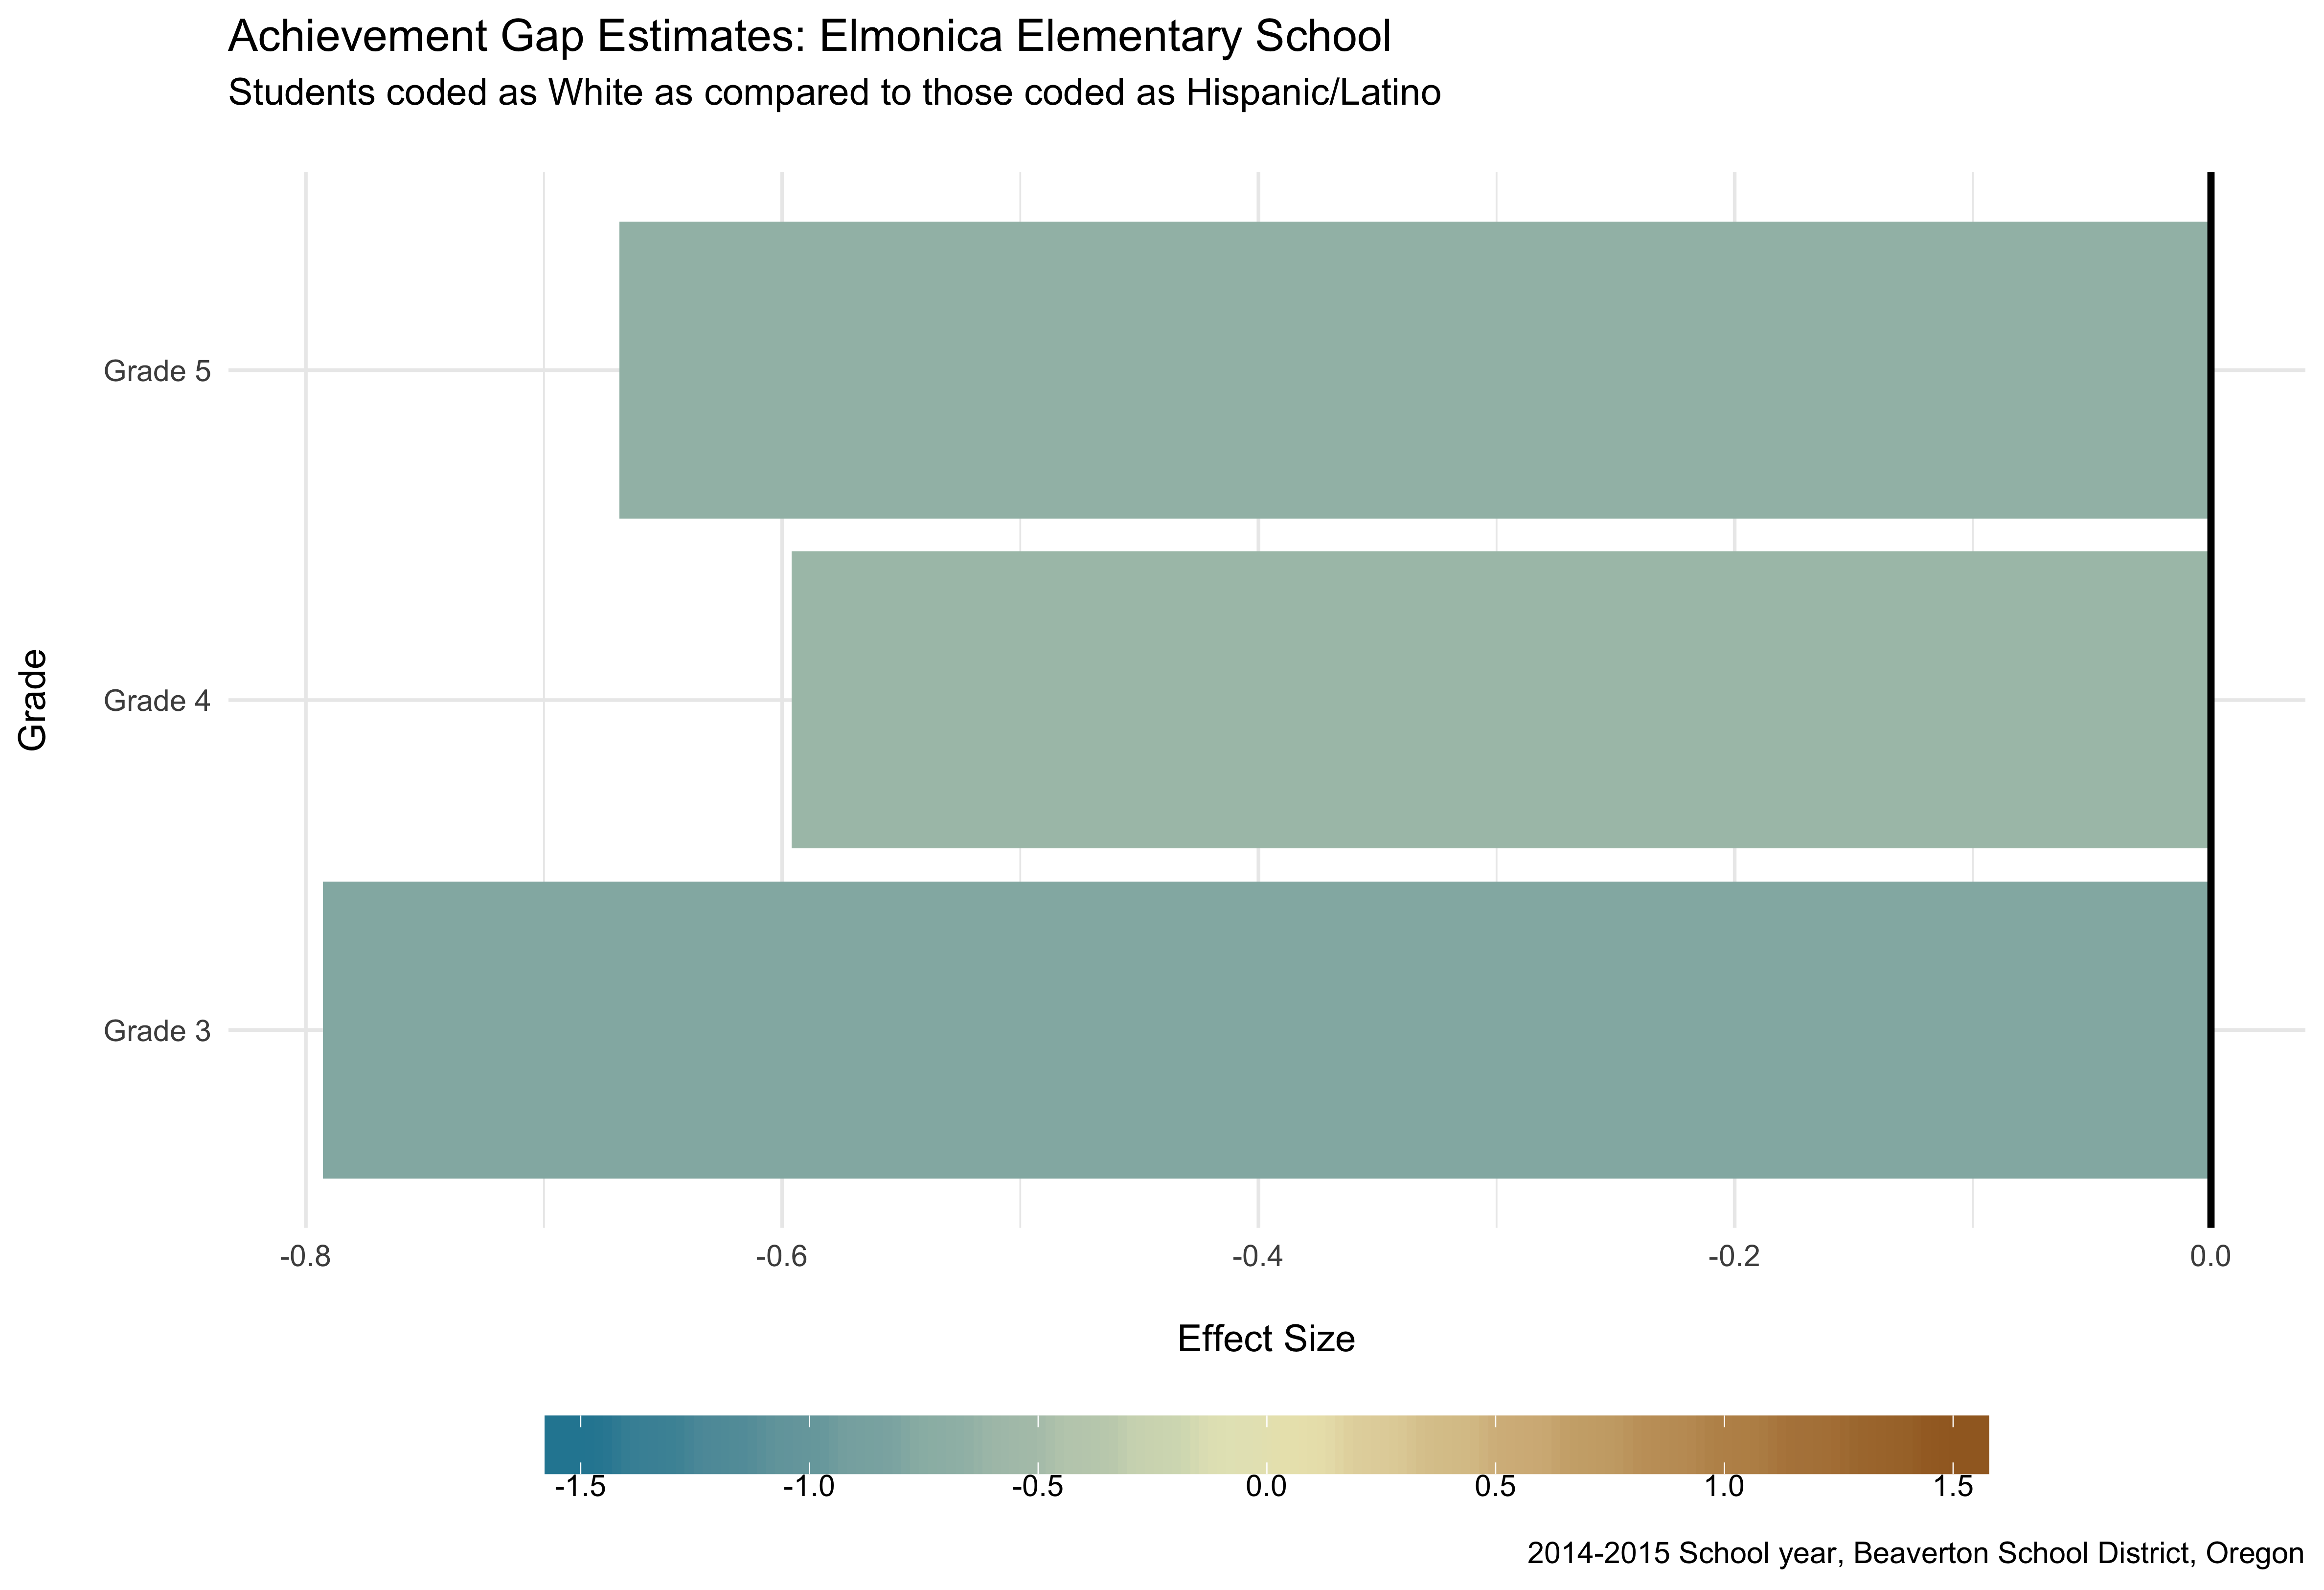 Achievement Gap Estimates: Elmonica Elementary School
Students coded as White as compared to those coded as Hispanic/Latino
Grade
Grade 5
Grade 4
Grade 3
-0.8 -0.6 -0.4 -0.2 0.0
Effect Size
-1.5 -1.0 -0.5 0.0 0.5 1.0 1.5
2014-2015 School year, Beaverton School District, Oregon